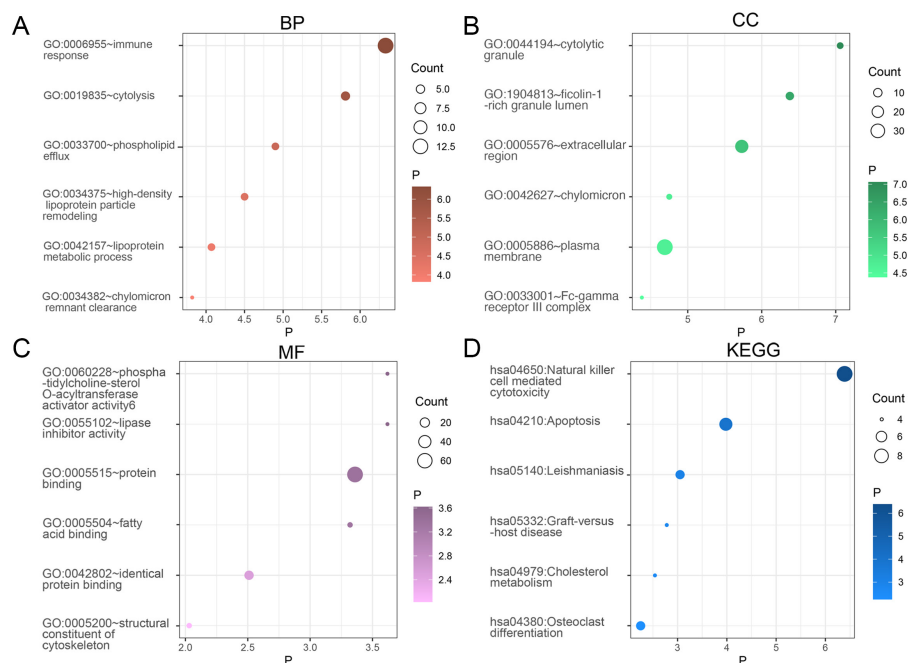 A
BP
GO:0006955~immune
response
GO:0019835~cytolysis
GO:0033700~phospholipid
efflux
GO:0034375~high-density
lipoprotein particle
remodeling
GO:0042157~lipoprotein
metabolic process
GO:0034382~chylomicron
remnant clearance
4.0 4.5 5.0 5.5 6.0
P
Count
5.0
7.5
10.0
12.5
P
6.0
5.5
5.0
4.5
4.0
B
CC
GO:0044194~cytolytic
granule
GO:1904813~ficolin-1
-rich granule lumen
GO:0005576~extracellular
region
GO:0042627~chylomicron
GO:0005886~plasma
membrane
GO:0033001~Fc-gamma
receptor III complex
5 6 7
P
Count
10
20
30
P
7.0
6.5
6.0
5.5
5.0
4.5
C
MF
GO:0060228~phospha
-tidylcholine-sterol
O-acyltransferase
activator activity6
GO:0055102~lipase
inhibitor activity
GO:0005515~protein
binding
GO:0005504~fatty
acid binding
GO:0042802~identical
protein binding
GO:0005200~structural
constituent of
cytoskeleton
2.0 2.5 3.0 3.5
P
Count
20
40
60
P
3.6
3.2
2.8
2.4
D
KEGG
hsa04650:Natural killer
cell mediated
cytotoxicity
hsa04210:Apoptosis
hsa05140:Leishmaniasis
hsa05332:Graft-versus
-host disease
hsa04979:Cholesterol
metabolism
hsa04380:Osteoclast
differentiation
3 4 5 6
P
Count
4
6
8
P
6
5
4
3